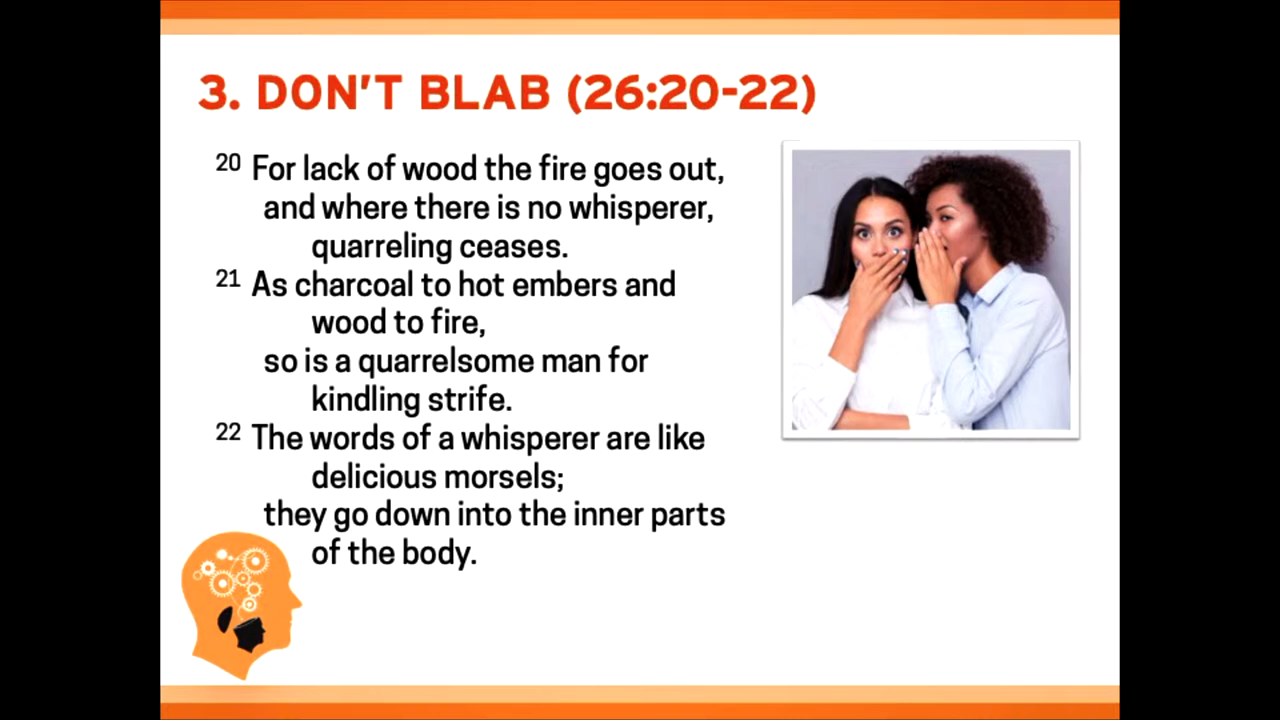 3. DON'T BLAB (26:20-22)
20 For lack of wood the fire goes out,
and where there is no whisperer,
quarreling ceases.
21 As charcoal to hot embers and
wood to fire,
so is a quarrelsome man for
kindling strife.
22 The words of a whisperer are like
delicious morsels;
they go down into the inner parts
of the body.